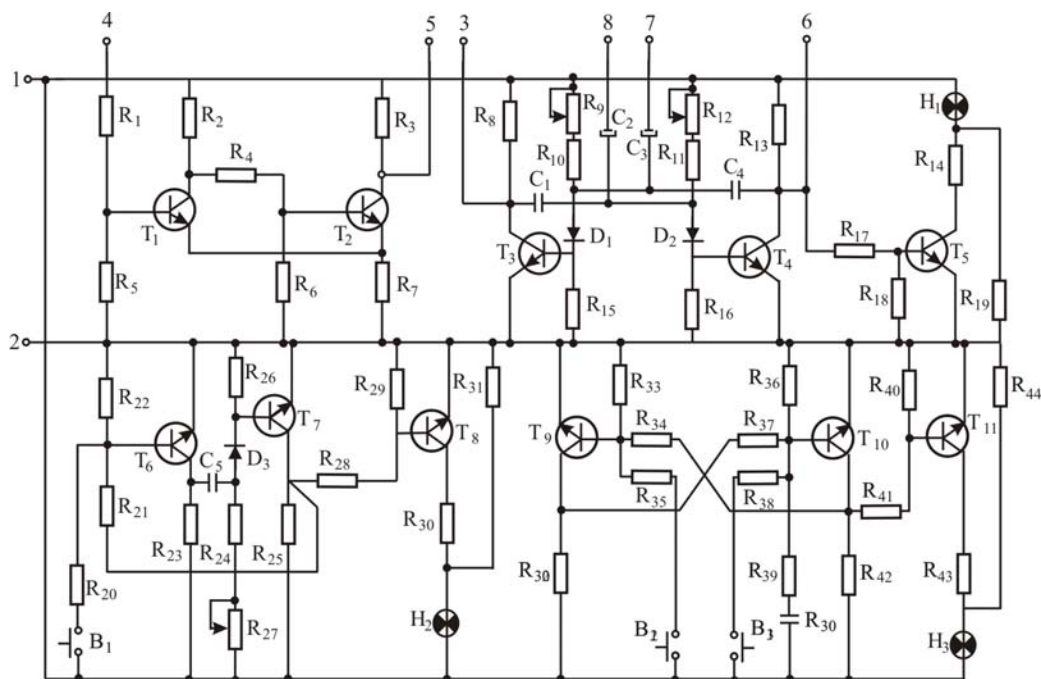 4 5 3 8 7 6
1
R1 R2 R3 R8 R9 C2 C3 R12 R13 H1
R4 R10 R11 R14
C1 C4
T1 T2 T3 D1 D2 T4 R17 T5
R5 R6 R7 R15 R16 R18 R19
2
R22 R26 R29 R31 R33 R36 R40 R44
T6 T7 T8 T9 R34 R37 T10 T11
C5 D3 R28 R35 R38 R41
R21 R23 R24 R25 R30 R39 R42 R43
R20 R27 H2 R30
B1 H3